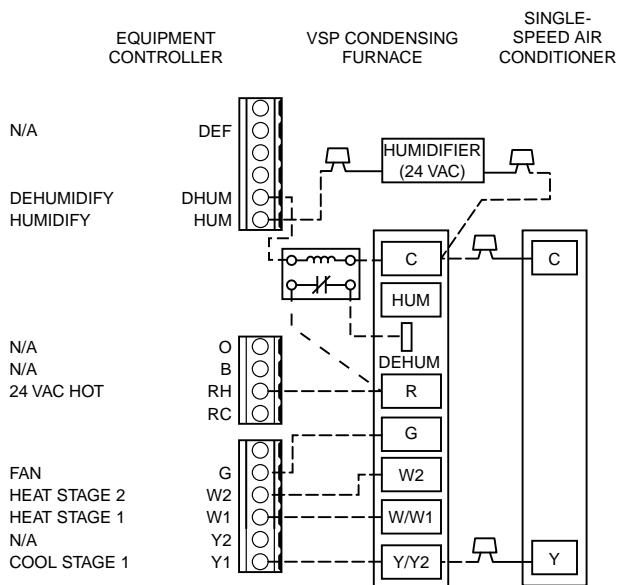 EQUIPMENT
CONTROLLER
VSP CONDENSING
FURNACE
SINGLE-
SPEED AIR
CONDITIONER
N/A DEF
HUMIDIFIER
(24 VAC)
DEHUMIDIFY DHUM
HUMIDIFY HUM
C C
HUM
DEHUM
N/A O
N/A B
24 VAC HOT RH R
RC
G
FAN G
HEAT STAGE 2 W2 W2
HEAT STAGE 1 W1 W/W1
N/A Y2
COOL STAGE 1 Y1 Y/Y2 Y